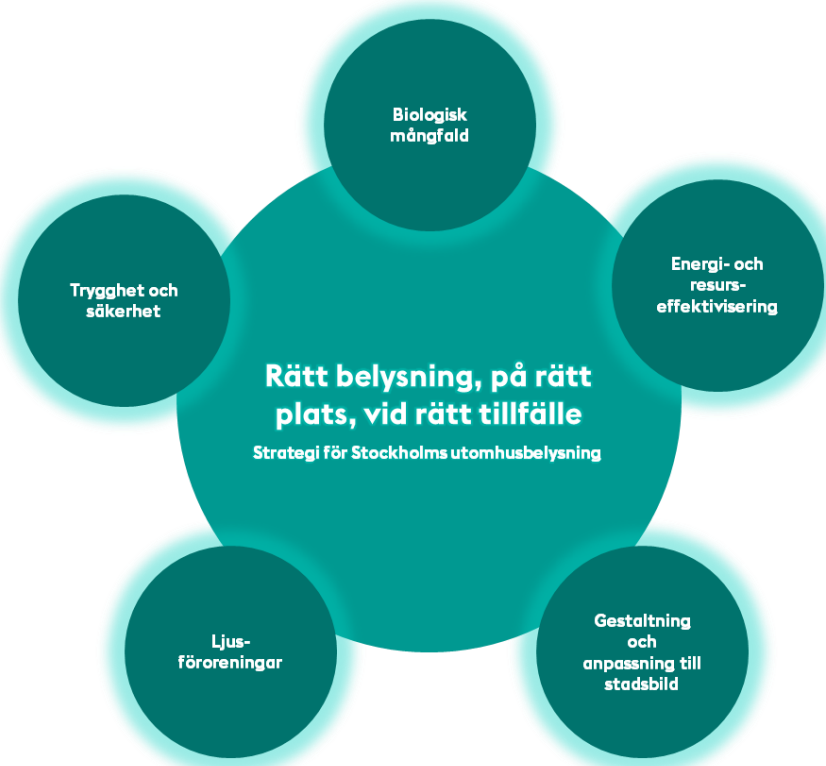 Biologisk
mångfald
Energi- och
resurs-
effektivisering
Trygghet och
säkerhet
Rätt belysning, på rätt
plats, vid rätt tillfälle
Strategi för Stockholms utomhusbelysning
Gestaltning
och
anpassning till
stadsbild
Ljus-
föroreningar